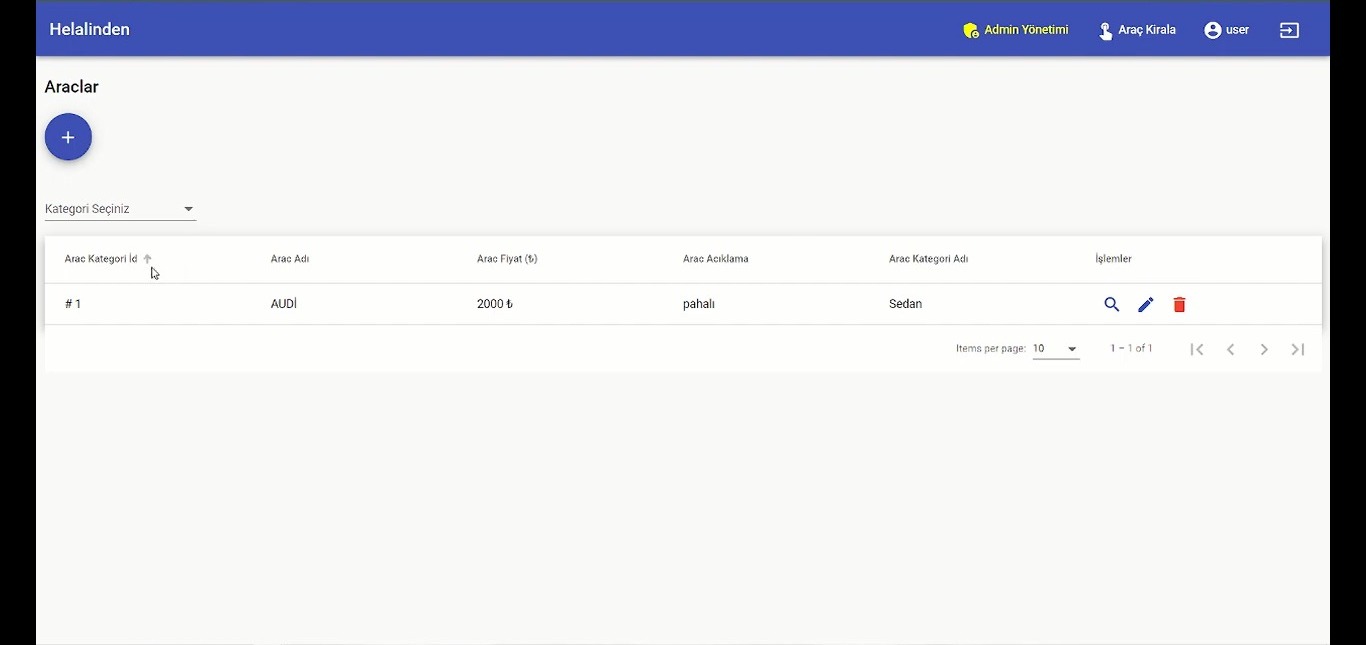 Helalinden
Admin Yönetimi
Araç Kirala
user
Araclar
+
Kategori Seçiniz
Arac Kategori İd
Arac Adı
Arac Fiyat (₺)
Arac Acıklama
Arac Kategori Adı
İşlemler
# 1
AUDİ
2000 ₺
pahalı
Sedan
Items per page: 10
1 – 1 of 1